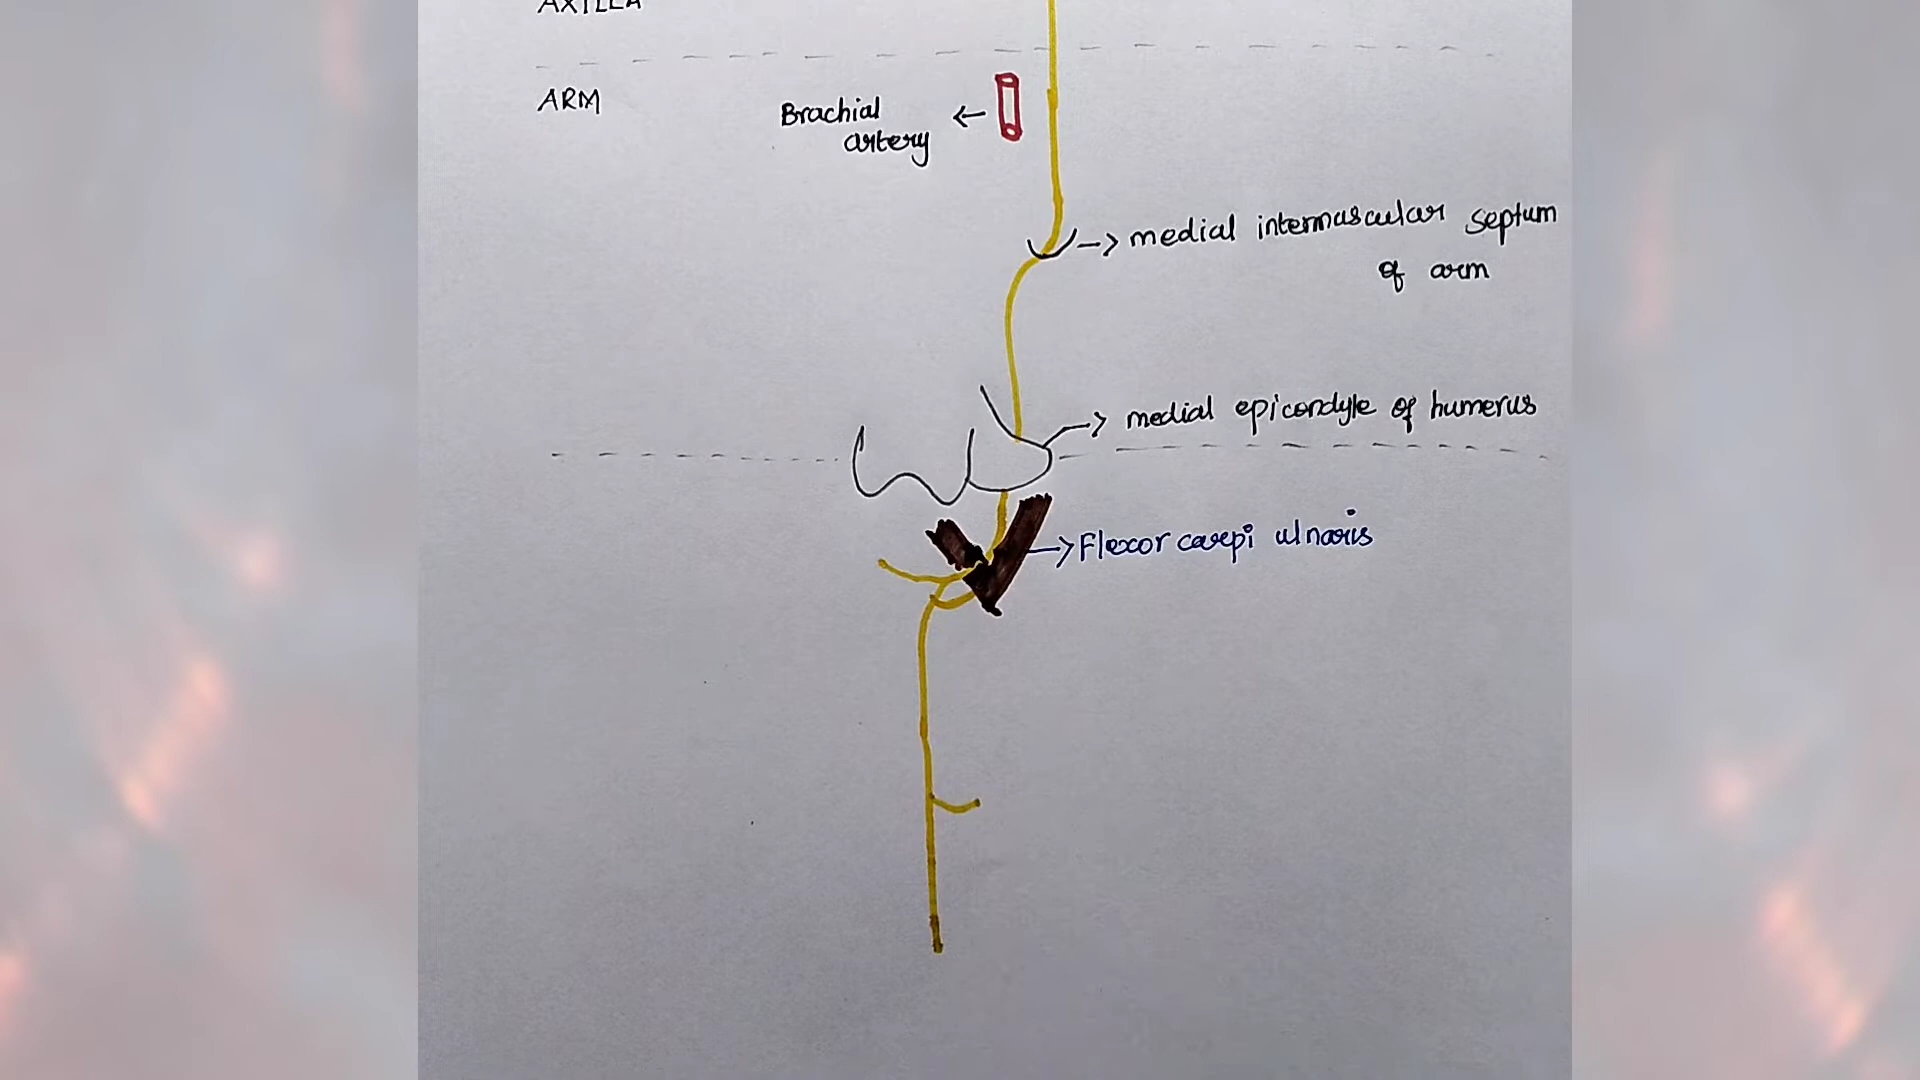 AXILLA
ARM
Brachial
artery
medial intermuscular septum
of arm
medial epicondyle of humerus
Flexor carpi ulnaris